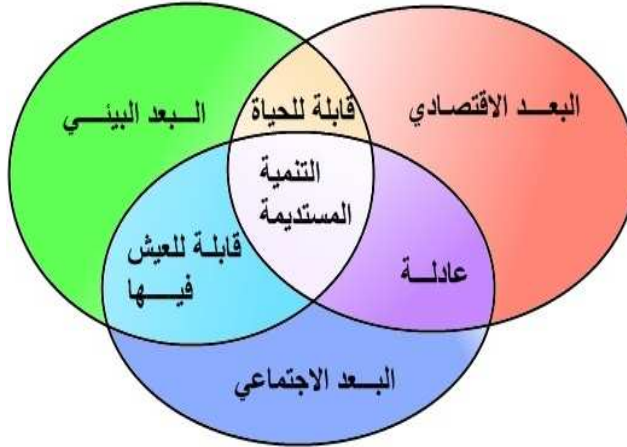 البعد الاقتصادي
قابلة للحياة
البعد البيئي
التنمية
المستديمة
قابلة للعيش
فيها
عادلة
البعد الاجتماعي